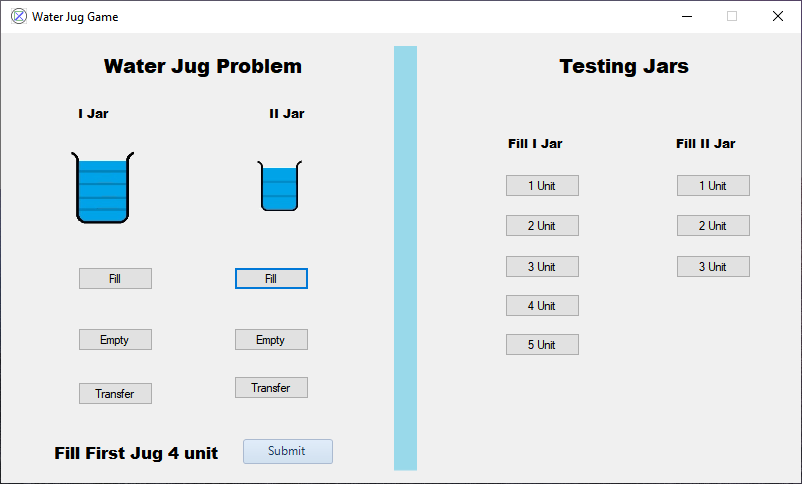 Water Jug Game
Water Jug Problem
Testing Jars
I Jar
II Jar
Fill I Jar
Fill II Jar
1 Unit
1 Unit
2 Unit
2 Unit
3 Unit
3 Unit
4 Unit
5 Unit
Fill
Fill
Empty
Empty
Transfer
Transfer
Fill First Jug 4 unit
Submit